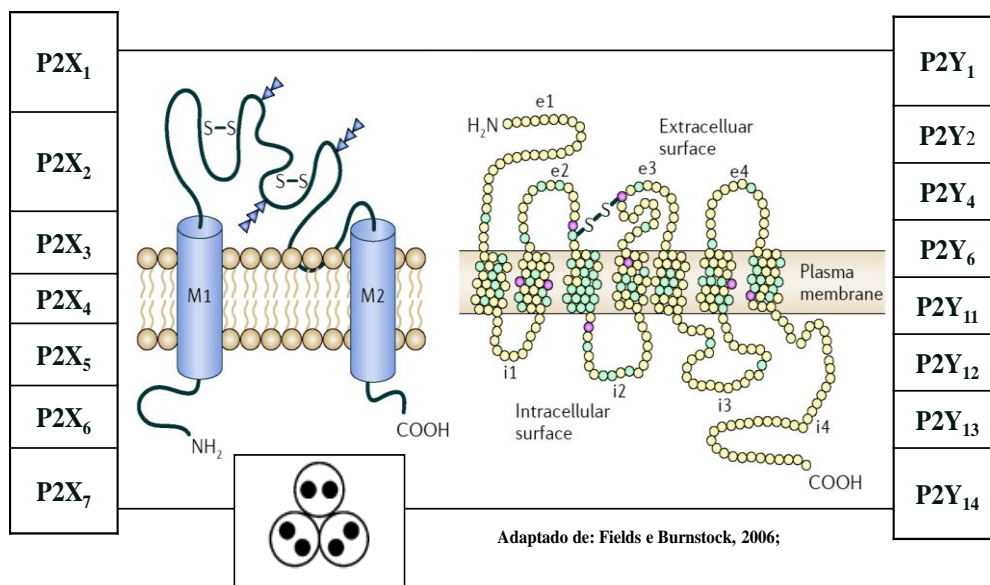 P2X₁
P2X₂
P2X₃
P2X₄
P2X₅
P2X₆
P2X₇
S-S
S-S
M1
M2
NH₂
COOH
H₂N
e1
Extracelluar
surface
e2
e3
e4
S
S
Plasma
membrane
i1
i2
i3
i4
Intracellular
surface
COOH
Adaptado de: Fields e Burnstock, 2006;
P2Y₁
P2Y2
P2Y₄
P2Y₆
P2Y₁₁
P2Y₁₂
P2Y₁₃
P2Y₁₄